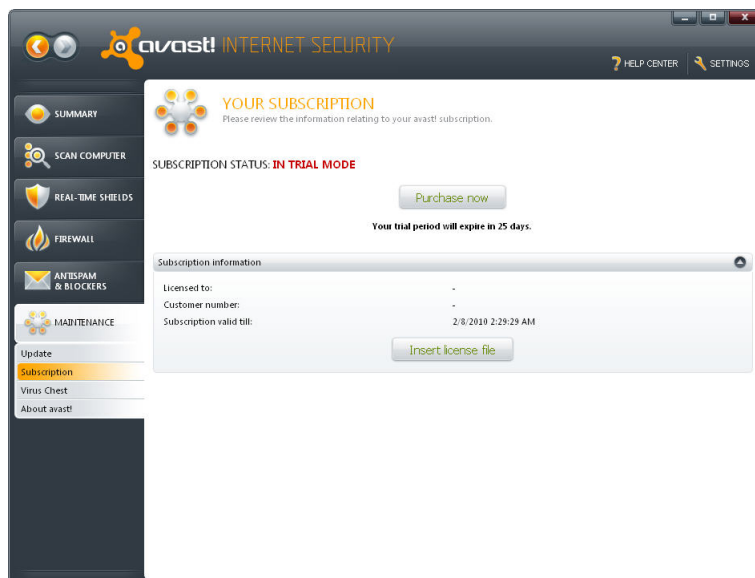 avast! INTERNET SECURITY
HELP CENTER
SETTINGS
SUMMARY
SCAN COMPUTER
REAL-TIME SHIELDS
FIREWALL
ANTISPAM
& BLOCKERS
MAINTENANCE
Update
Subscription
Virus Chest
About avast!
YOUR SUBSCRIPTION
Please review the information relating to your avast! subscription.
SUBSCRIPTION STATUS: IN TRIAL MODE
Purchase now
Your trial period will expire in 25 days.
Subscription information
Licensed to: -
Customer number: -
Subscription valid till: 2/8/2010 2:29:29 AM
Insert license file